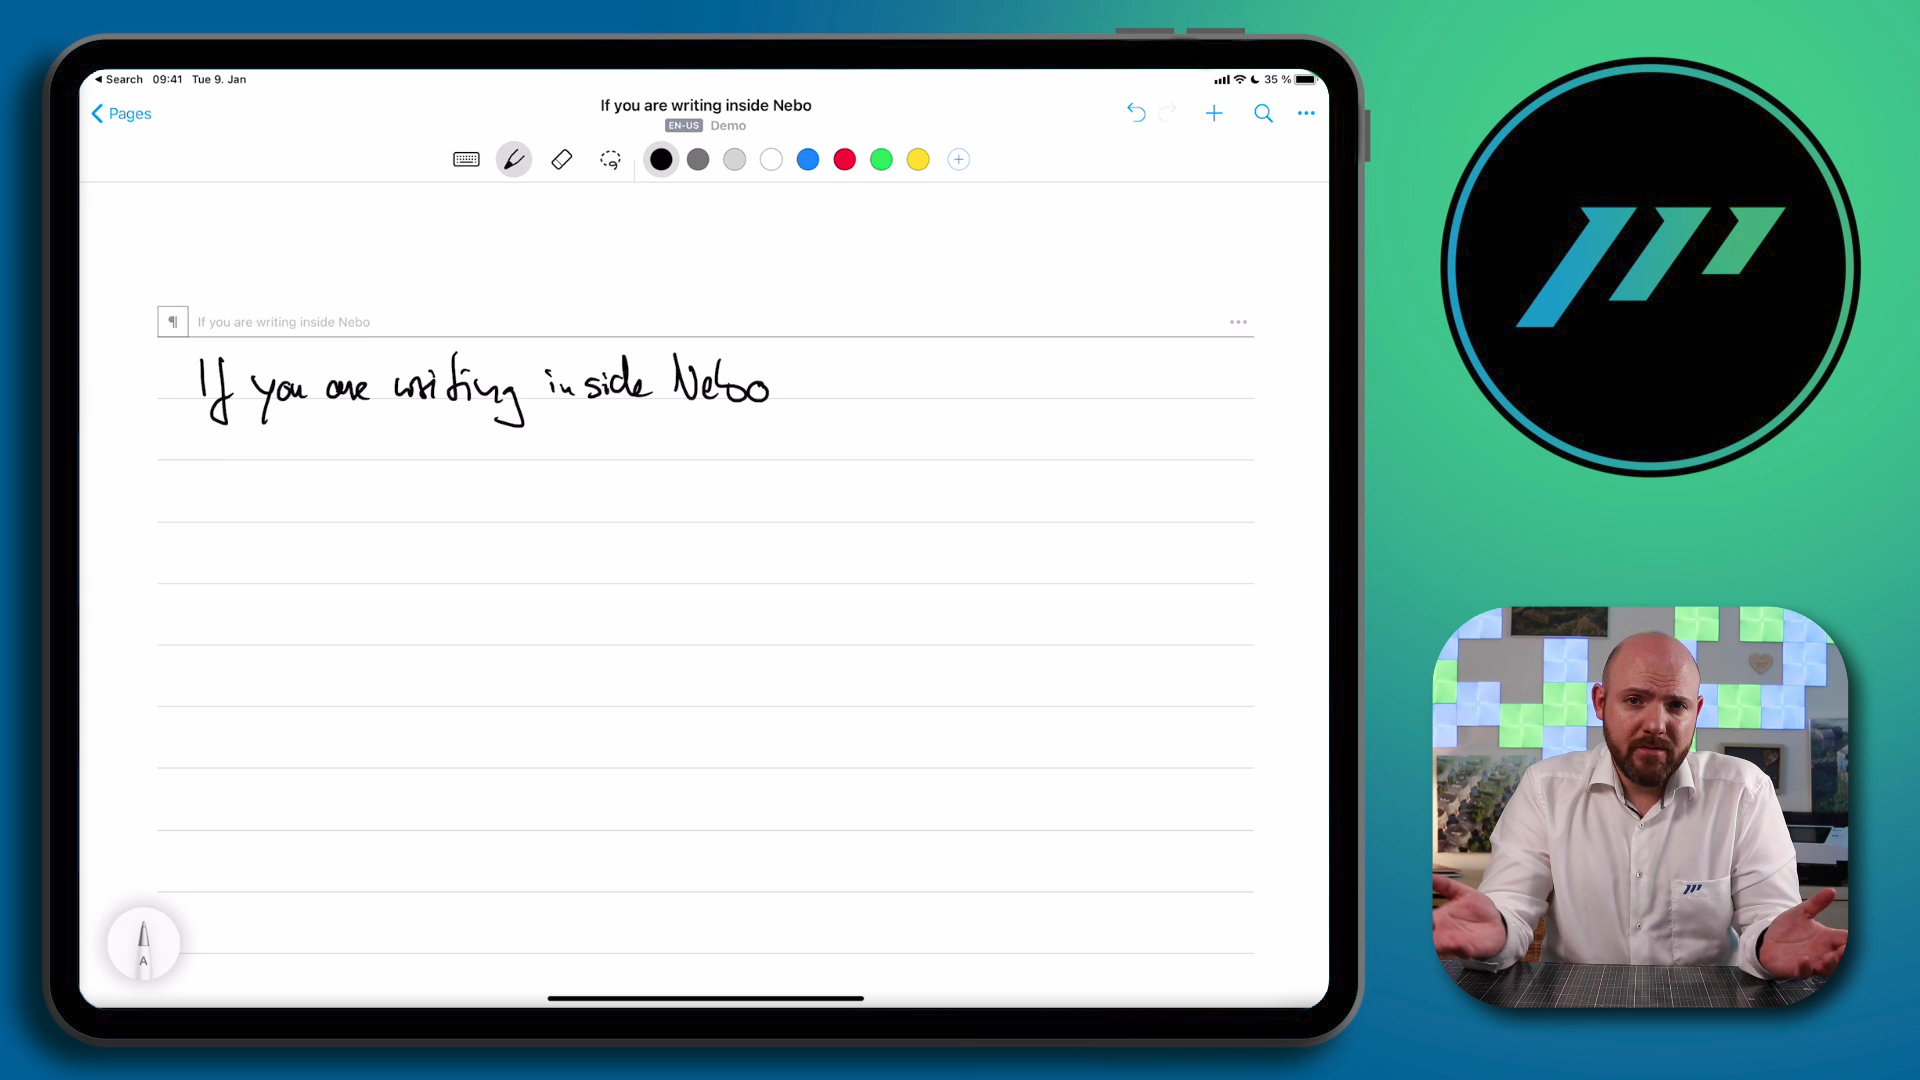 Search 09:41 Tue 9. Jan 35 %
Pages
If you are writing inside Nebo
EN-US Demo
If you are writing inside Nebo
If you are writing inside Nebo
A